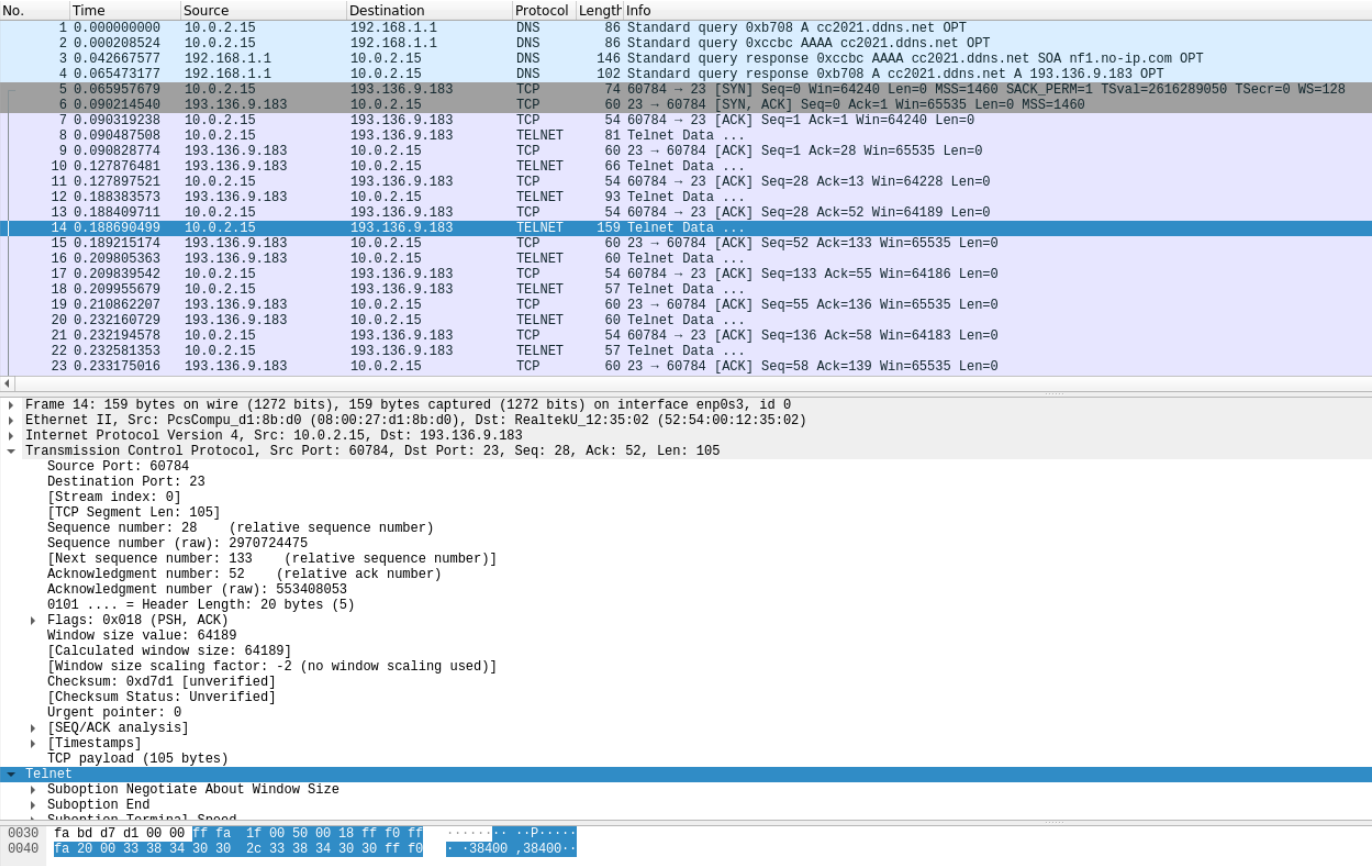 No. Time Source Destination Protocol Length Info
1 0.000000000 10.0.2.15 192.168.1.1 DNS 86 Standard query 0xb708 A cc2021.ddns.net OPT
2 0.000208524 10.0.2.15 192.168.1.1 DNS 86 Standard query 0xccbc AAAA cc2021.ddns.net OPT
3 0.042667577 192.168.1.1 10.0.2.15 DNS 146 Standard query response 0xccbc AAAA cc2021.ddns.net SOA nf1.no-ip.com OPT
4 0.065473177 192.168.1.1 10.0.2.15 DNS 102 Standard query response 0xb708 A cc2021.ddns.net A 193.136.9.183 OPT
5 0.065957679 10.0.2.15 193.136.9.183 TCP 74 60784 → 23 [SYN] Seq=0 Win=64240 Len=0 MSS=1460 SACK_PERM=1 TSval=2616289050 TSecr=0 WS=128
6 0.090214540 193.136.9.183 10.0.2.15 TCP 60 23 → 60784 [SYN, ACK] Seq=0 Ack=1 Win=65535 Len=0 MSS=1460
7 0.090319238 10.0.2.15 193.136.9.183 TCP 54 60784 → 23 [ACK] Seq=1 Ack=1 Win=64240 Len=0
8 0.090487508 10.0.2.15 193.136.9.183 TELNET 81 Telnet Data ...
9 0.090828774 193.136.9.183 10.0.2.15 TCP 60 23 → 60784 [ACK] Seq=1 Ack=28 Win=65535 Len=0
10 0.127876481 193.136.9.183 10.0.2.15 TELNET 66 Telnet Data ...
11 0.127897521 10.0.2.15 193.136.9.183 TCP 54 60784 → 23 [ACK] Seq=28 Ack=13 Win=64228 Len=0
12 0.188383573 193.136.9.183 10.0.2.15 TELNET 93 Telnet Data ...
13 0.188409711 10.0.2.15 193.136.9.183 TCP 54 60784 → 23 [ACK] Seq=28 Ack=52 Win=64189 Len=0
14 0.188690499 10.0.2.15 193.136.9.183 TELNET 159 Telnet Data ...
15 0.189215174 193.136.9.183 10.0.2.15 TCP 60 23 → 60784 [ACK] Seq=52 Ack=133 Win=65535 Len=0
16 0.209805363 193.136.9.183 10.0.2.15 TELNET 60 Telnet Data ...
17 0.209839542 10.0.2.15 193.136.9.183 TCP 54 60784 → 23 [ACK] Seq=133 Ack=55 Win=64186 Len=0
18 0.209955679 10.0.2.15 193.136.9.183 TELNET 57 Telnet Data ...
19 0.210862207 193.136.9.183 10.0.2.15 TCP 60 23 → 60784 [ACK] Seq=55 Ack=136 Win=65535 Len=0
20 0.232160729 193.136.9.183 10.0.2.15 TELNET 60 Telnet Data ...
21 0.232194578 10.0.2.15 193.136.9.183 TCP 54 60784 → 23 [ACK] Seq=136 Ack=58 Win=64183 Len=0
22 0.232581353 10.0.2.15 193.136.9.183 TELNET 57 Telnet Data ...
23 0.233175016 193.136.9.183 10.0.2.15 TCP 60 23 → 60784 [ACK] Seq=58 Ack=139 Win=65535 Len=0
Frame 14: 159 bytes on wire (1272 bits), 159 bytes captured (1272 bits) on interface enp0s3, id 0
Ethernet II, Src: PcsCompu_d1:8b:d0 (08:00:27:d1:8b:d0), Dst: RealtekU_12:35:02 (52:54:00:12:35:02)
Internet Protocol Version 4, Src: 10.0.2.15, Dst: 193.136.9.183
Transmission Control Protocol, Src Port: 60784, Dst Port: 23, Seq: 28, Ack: 52, Len: 105
Source Port: 60784
Destination Port: 23
[Stream index: 0]
[TCP Segment Len: 105]
Sequence number: 28 (relative sequence number)
Sequence number (raw): 2970724475
[Next sequence number: 133 (relative sequence number)]
Acknowledgment number: 52 (relative ack number)
Acknowledgment number (raw): 553408053
0101 .... = Header Length: 20 bytes (5)
Flags: 0x018 (PSH, ACK)
Window size value: 64189
[Calculated window size: 64189]
[Window size scaling factor: -2 (no window scaling used)]
Checksum: 0xd7d1 [unverified]
[Checksum Status: Unverified]
Urgent pointer: 0
[SEQ/ACK analysis]
[Timestamps]
TCP payload (105 bytes)
Telnet
Suboption Negotiate About Window Size
Suboption End
Suboption Terminal Speed
0030 fa bd d7 d1 00 00 ff fa 1f 00 50 00 18 ff f0 ff ········ ··P·····
0040 fa 20 00 33 38 34 30 30 2c 33 38 34 30 30 ff f0 · ·38400 ,38400··